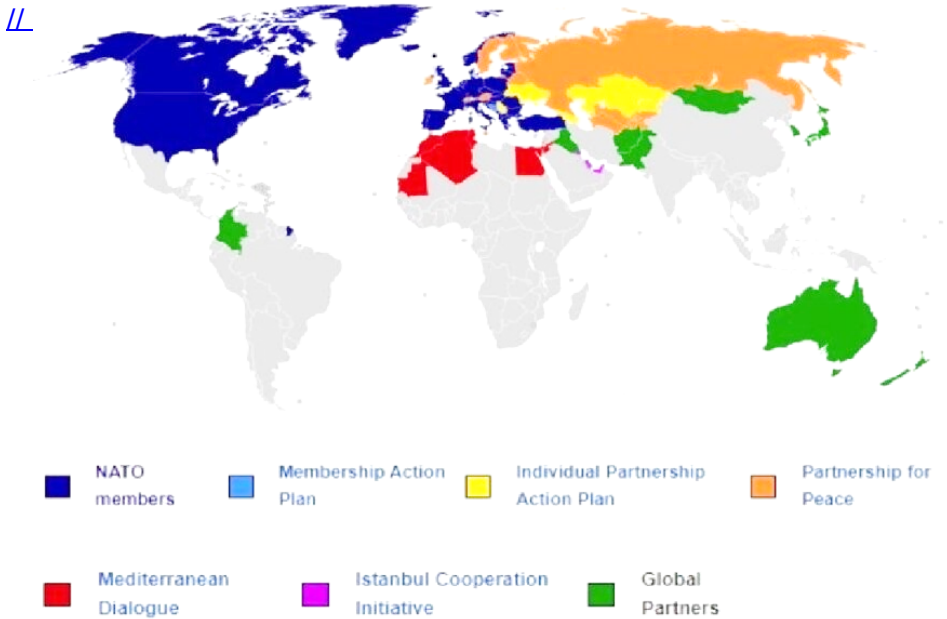 //
NATO
members
Membership Action
Plan
Individual Partnership
Action Plan
Partnership for
Peace
Mediterranean
Dialogue
Istanbul Cooperation
Initiative
Global
Partners